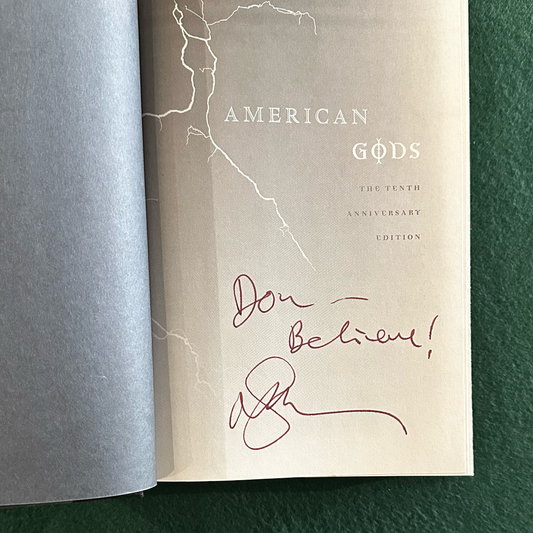 AMERICAN
GODS
THE TENTH
ANNIVERSARY
EDITION
Don —
Believe!